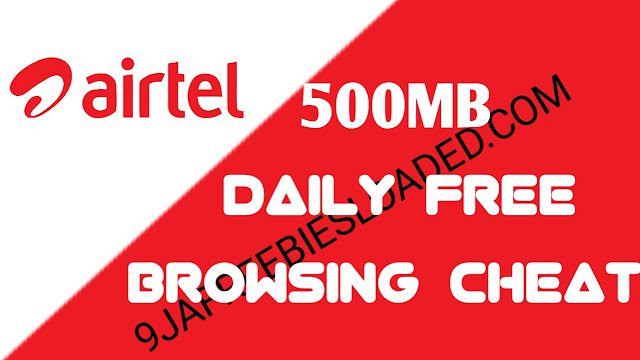 airtel
500MB
DAILY FREE
BROWSING CHEAT
9JAFREEBIESLOADED.COM